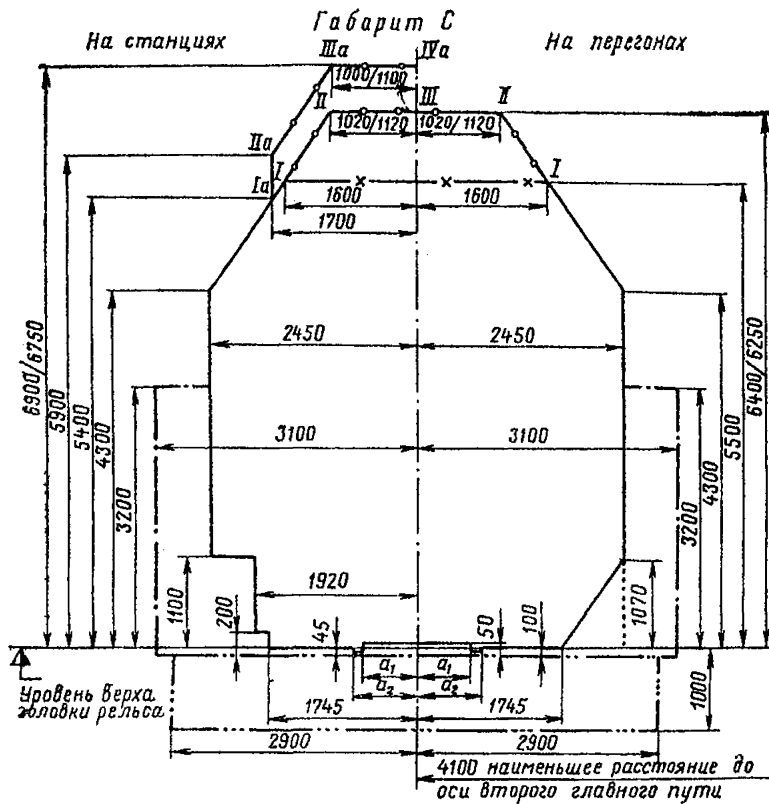 Габарит С
На станциях
На перегонах
IIIа
IVа
1000/1100
II
III
II
1020/1120
1020/1120
IIа
Iа
I
I
1600
1600
1700
2450
2450
6900/6750
5900
5400
4300
3200
6400/6250
5500
4300
3200
3100
3100
1920
1100
200
45
50
100
1070
a₁
a₁
a₂
a₂
Уровень верха
головки рельса
1745
1745
1000
2900
2900
4100 наименьшее расстояние до
оси второго главного пути